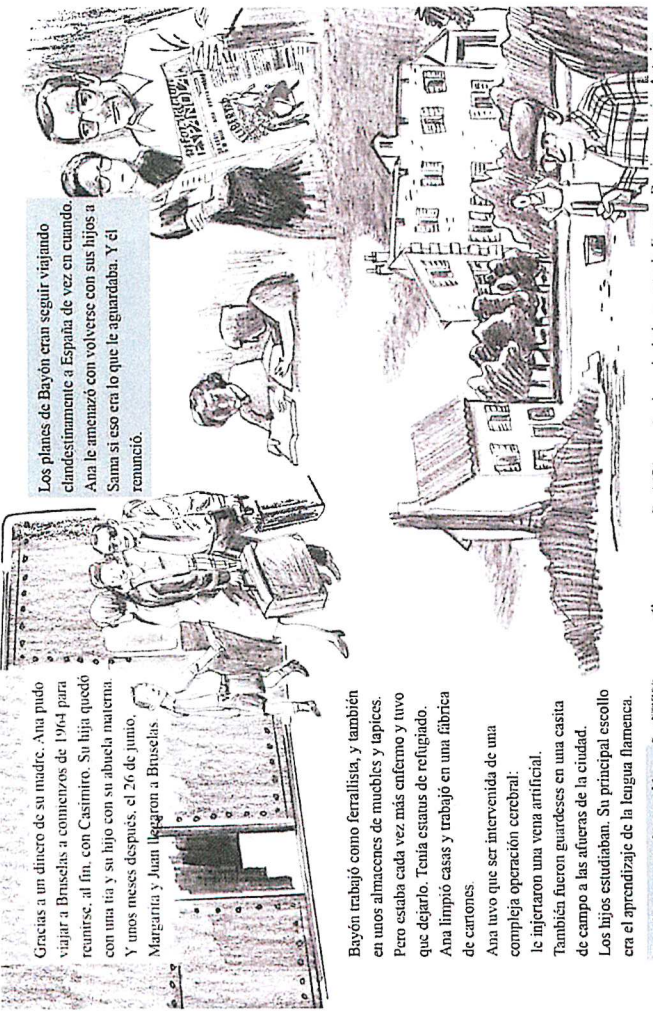 Gracias a un dinero de su madre, Ana pudo
viajar a Bruselas a comienzos de 1964 para
reunirse, al fin, con Casimiro. Su hija quedó
con una tía y su hijo con su abuela materna.
Y unos meses después, el 26 de junio,
Margarita y Juan llegaron a Bruselas.
Los planes de Bayón eran seguir viajando
clandestinamente a España de vez en cuando.
Ana le amenazó con volverse con sus hijos a
Sama si eso era lo que le aguardaba. Y él
renunció.
ESPAÑOL
LIBERTAD
Bayón trabajó como ferrallista, y también
en unos almacenes de muebles y tapices.
Pero estaba cada vez más enfermo y tuvo
que dejarlo. Tenía estatus de refugiado.
Ana limpió casas y trabajó en una fábrica
de cartones.
Ana tuvo que ser intervenida de una
compleja operación cerebral:
le injertaron una vena artificial.
También fueron guardeses en una casita
de campo a las afueras de la ciudad.
Los hijos estudiaban. Su principal escollo
era el aprendizaje de la lengua flamenca.